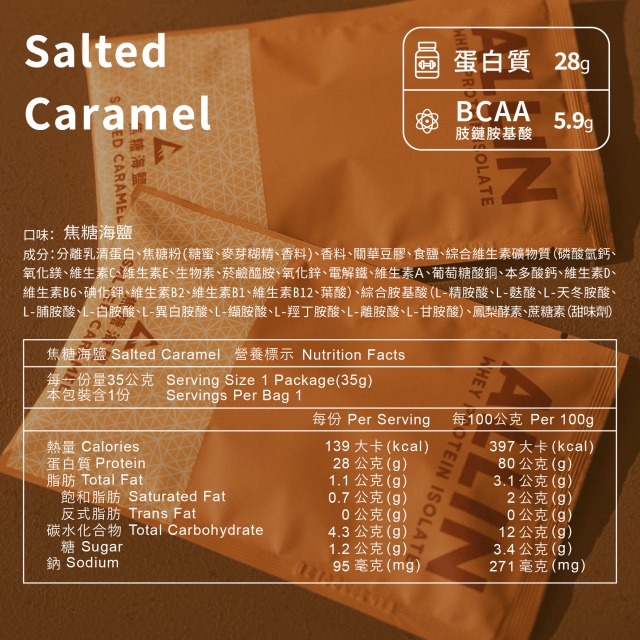 Salted
Caramel
蛋白質 28g
BCAA
肢鏈胺基酸 5.9g
ALLIN
WHEY PROTEIN ISOLATE
焦糖海鹽
SALTED CARAMEL
口味：焦糖海鹽
成分：分離乳清蛋白、焦糖粉(糖蜜、麥芽糊精、香料)、香料、關華豆膠、食鹽、綜合維生素礦物質(磷酸氫鈣、
氧化鎂、維生素C、維生素E、生物素、菸鹼醯胺、氧化鋅、電解鐵、維生素A、葡萄糖酸銅、本多酸鈣、維生素D、
維生素B6、碘化鉀、維生素B2、維生素B1、維生素B12、葉酸)、綜合胺基酸(L-精胺酸、L-麩酸、L-天冬胺酸、
L-脯胺酸、L-白胺酸、L-異白胺酸、L-纈胺酸、L-羥丁胺酸、L-離胺酸、L-甘胺酸)、鳳梨酵素、蔗糖素(甜味劑)
焦糖海鹽 Salted Caramel 營養標示 Nutrition Facts
每一份量35公克 Serving Size 1 Package(35g)
本包裝含1份 Servings Per Bag 1
每份 Per Serving 每100公克 Per 100g
熱量 Calories 139 大卡(kcal) 397 大卡(kcal)
蛋白質 Protein 28 公克(g) 80 公克(g)
脂肪 Total Fat 1.1 公克(g) 3.1 公克(g)
飽和脂肪 Saturated Fat 0.7 公克(g) 2 公克(g)
反式脂肪 Trans Fat 0 公克(g) 0 公克(g)
碳水化合物 Total Carbohydrate 4.3 公克(g) 12 公克(g)
糖 Sugar 1.2 公克(g) 3.4 公克(g)
鈉 Sodium 95 毫克(mg) 271 毫克(mg)
ALLIN
WHEY PROTEIN ISOLATE